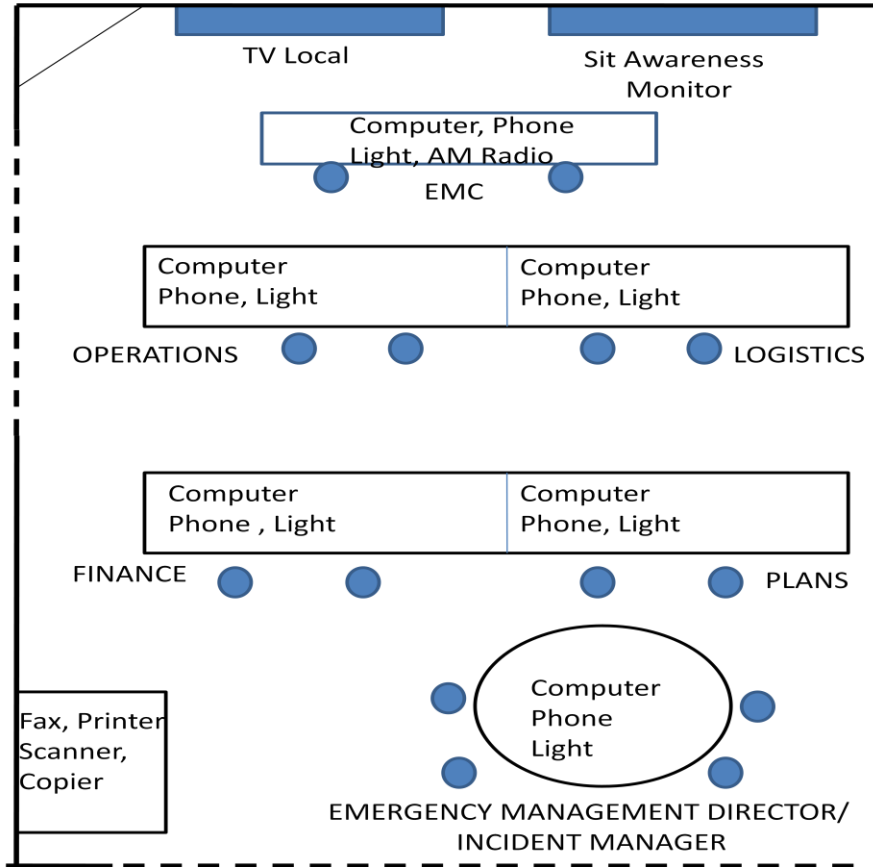 TV Local
Sit Awareness
Monitor
Computer, Phone
Light, AM Radio
EMC
Computer
Phone, Light
Computer
Phone, Light
OPERATIONS
LOGISTICS
Computer
Phone , Light
Computer
Phone, Light
FINANCE
PLANS
Computer
Phone
Light
Fax, Printer
Scanner,
Copier
EMERGENCY MANAGEMENT DIRECTOR/
INCIDENT MANAGER